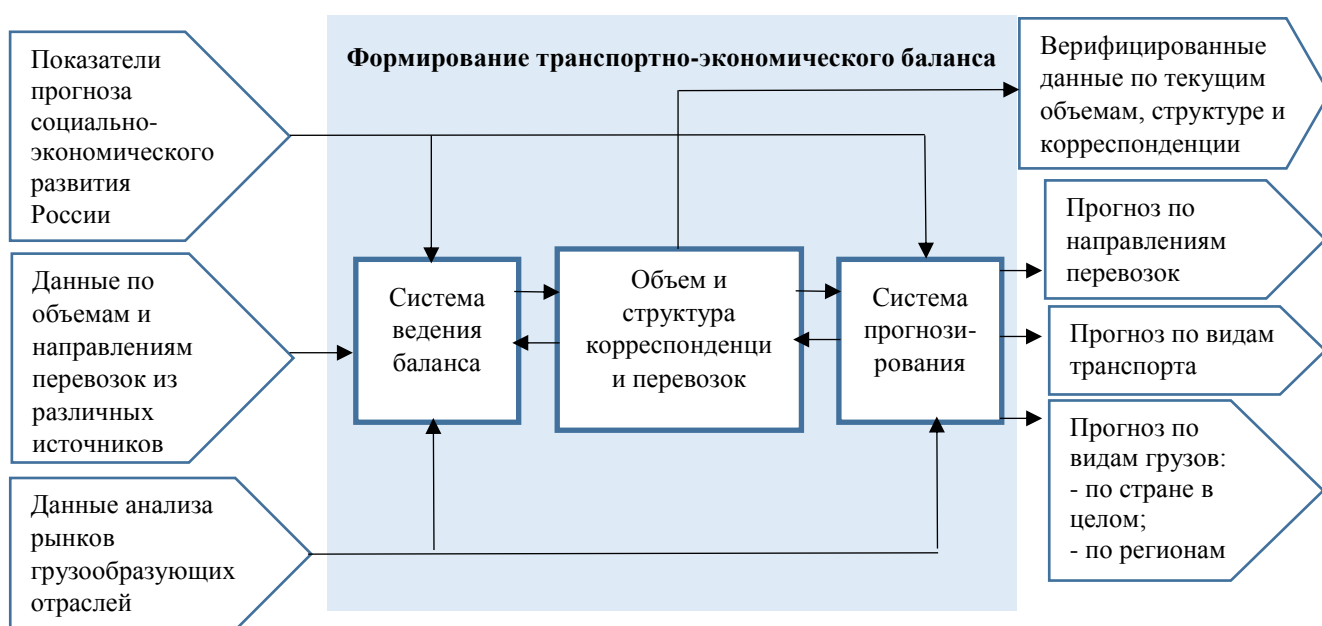 Формирование транспортно-экономического баланса
Показатели
прогноза
социально-
экономического
развития
России
Данные по
объемам и
направлениям
перевозок из
различных
источников
Данные анализа
рынков
грузообразующих
отраслей
Система
ведения
баланса
Объем и
структура
корреспонденци
и перевозок
Система
прогнози-
рования
Верифицированные
данные по текущим
объемам, структуре и
корреспонденции
Прогноз по
направлениям
перевозок
Прогноз по видам
транспорта
Прогноз по
видам грузов:
- по стране в
целом;
- по регионам